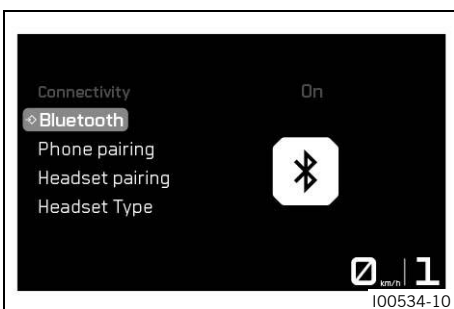 Connectivity On
Bluetooth
Phone pairing
Headset pairing
Headset Type
0 km/h 1
I00534-10